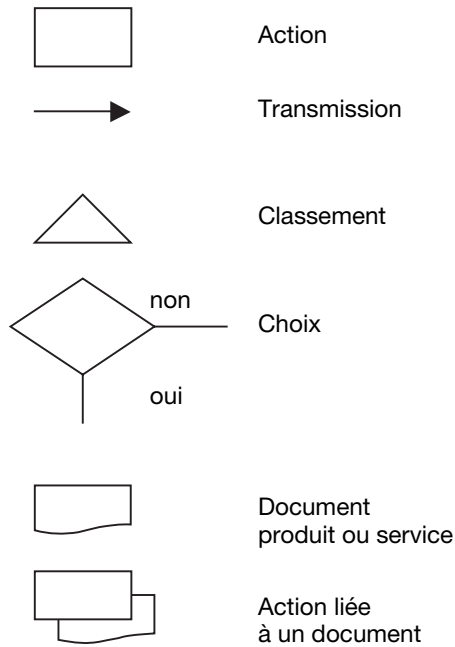 Action
Transmission
Classement
non
Choix
oui
Document
produit ou service
Action liée
à un document